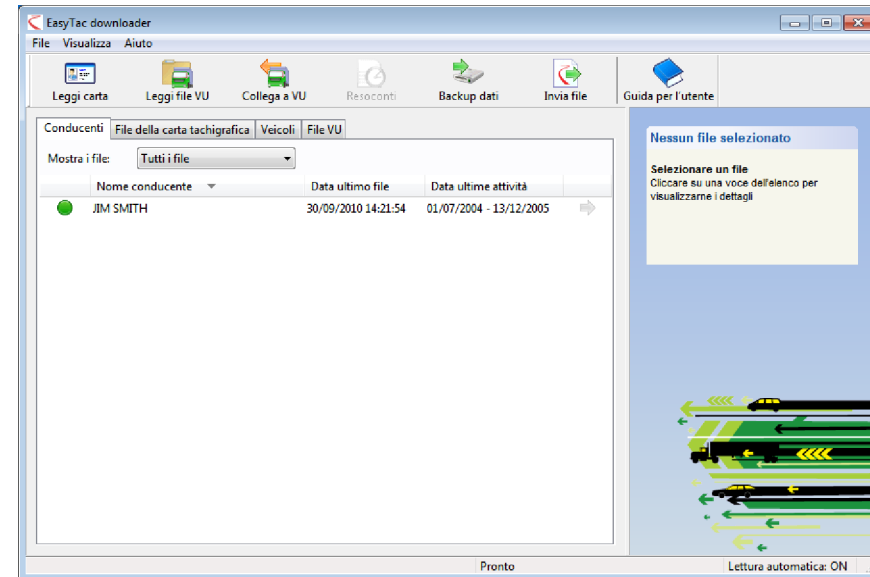 EasyTac downloader
File Visualizza Aiuto
Leggi carta Leggi file VU Collega a VU Resoconti Backup dati Invia file Guida per l'utente
Conducenti File della carta tachigrafica Veicoli File VU
Mostra i file: Tutti i file
Nome conducente Data ultimo file Data ultime attività
JIM SMITH 30/09/2010 14:21:54 01/07/2004 - 13/12/2005
Nessun file selezionato
Selezionare un file
Cliccare su una voce dell'elenco per
visualizzarne i dettagli
Pronto Lettura automatica: ON